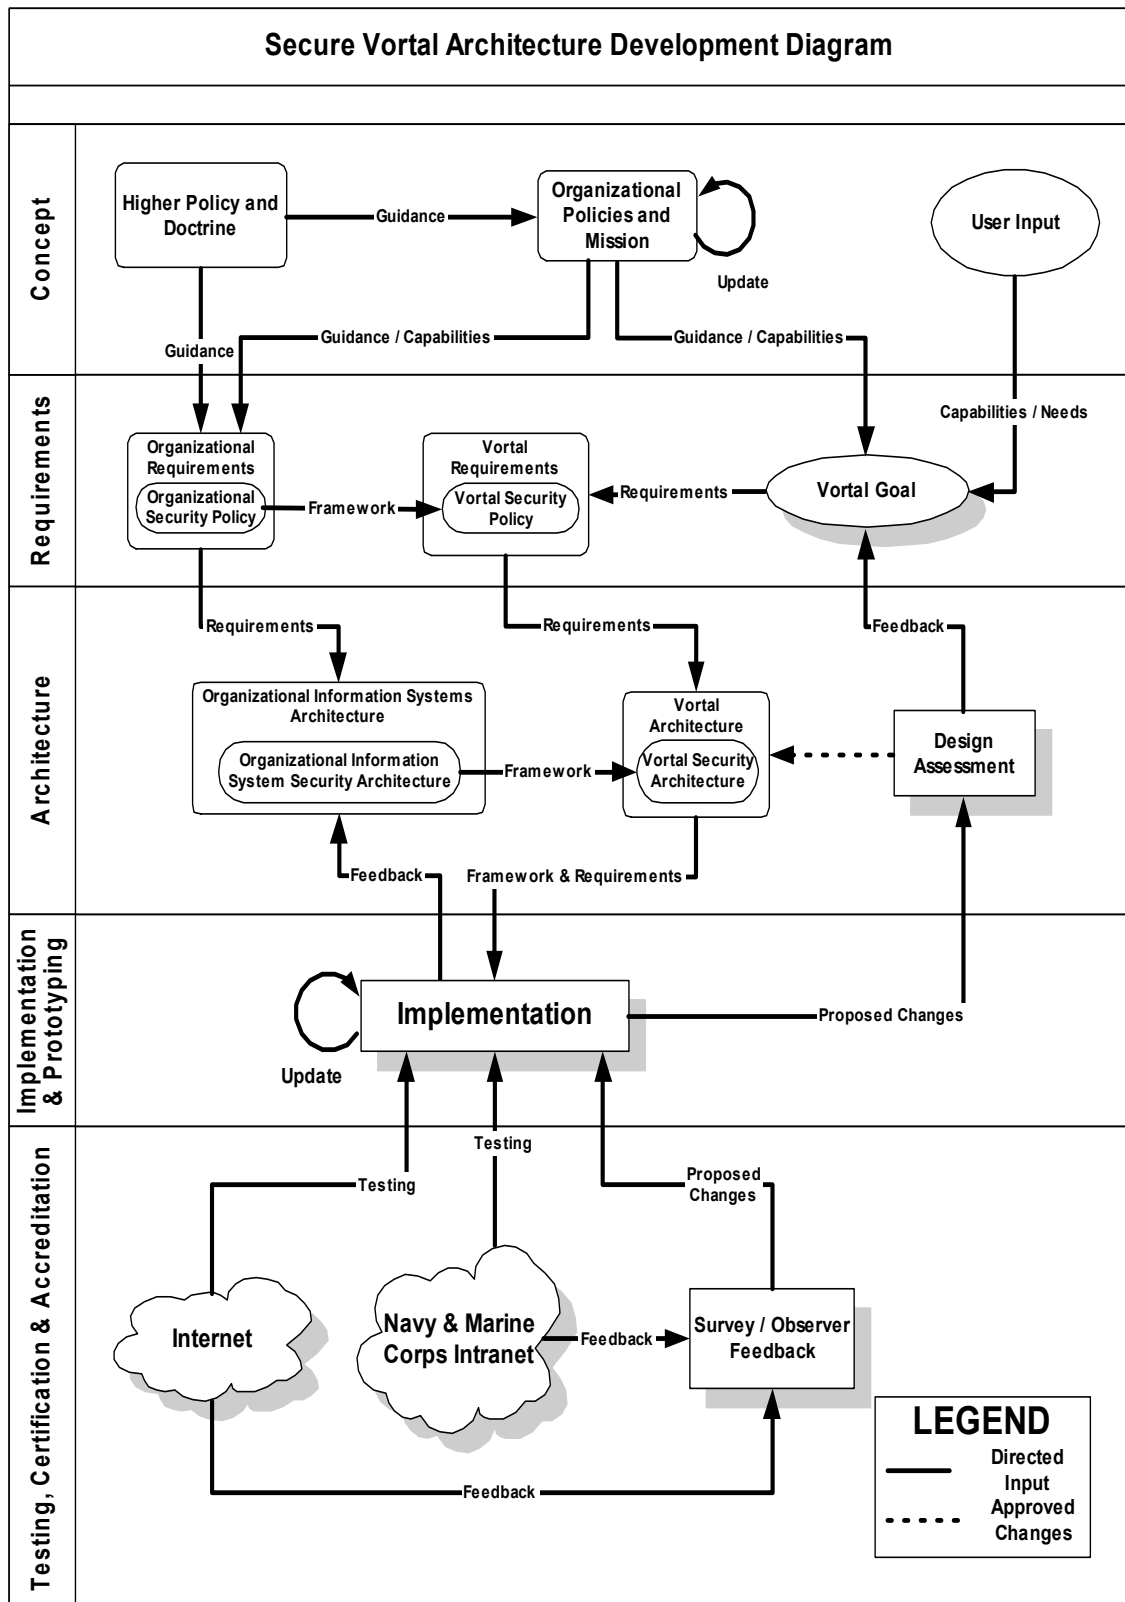 Secure Vortal Architecture Development Diagram
Concept
Higher Policy and
Doctrine
Guidance
Organizational
Policies and
Mission
Update
User Input
Guidance
Guidance / Capabilities
Guidance / Capabilities
Capabilities / Needs
Requirements
Organizational
Requirements
Organizational
Security Policy
Framework
Vortal
Requirements
Vortal Security
Policy
Requirements
Vortal Goal
Architecture
Requirements
Requirements
Feedback
Organizational Information Systems
Architecture
Organizational Information
System Security Architecture
Framework
Vortal
Architecture
Vortal Security
Architecture
Design
Assessment
Feedback
Framework & Requirements
Implementation
& Prototyping
Implementation
Update
Proposed Changes
Testing, Certification & Accreditation
Testing
Testing
Proposed
Changes
Internet
Navy & Marine
Corps Intranet
Feedback
Survey / Observer
Feedback
Feedback
LEGEND
Directed
Input
Approved
Changes